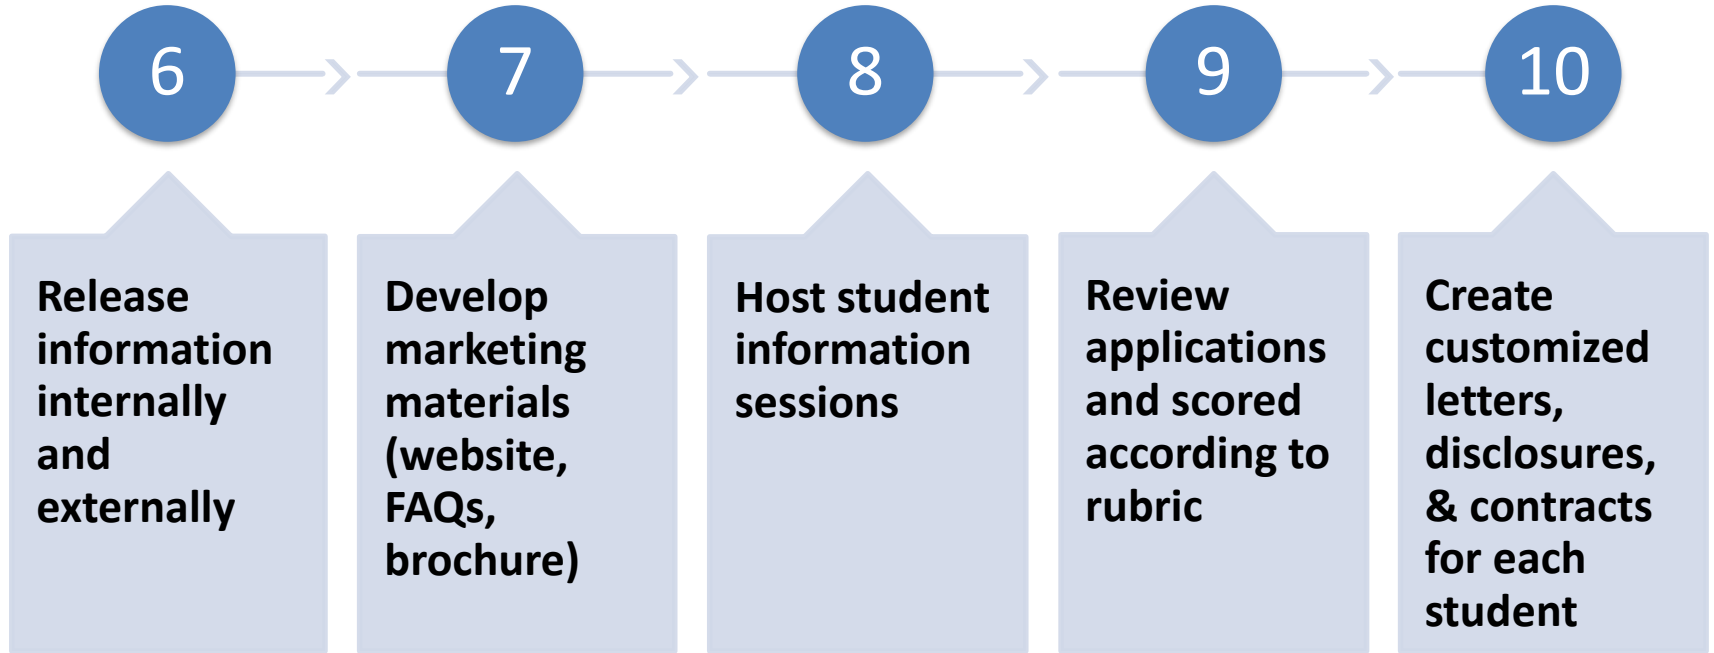 6
7
8
9
10
Release
information
internally
and
externally
Develop
marketing
materials
(website,
FAQs,
brochure)
Host student
information
sessions
Review
applications
and scored
according to
rubric
Create
customized
letters,
disclosures,
& contracts
for each
student